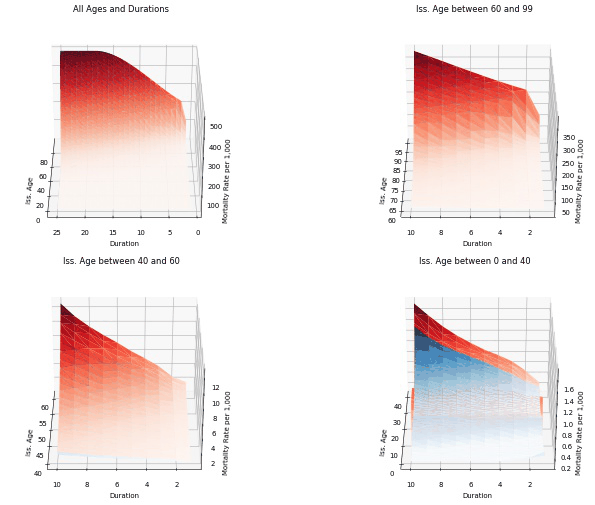 All Ages and Durations
500
400
300
200
100
Mortality Rate per 1,000
80
60
40
20
0
Iss. Age
25 20 15 10 5 0
Duration
Iss. Age between 60 and 99
350
300
250
200
150
100
50
Mortality Rate per 1,000
95
90
85
80
75
70
65
60
Iss. Age
10 8 6 4 2
Duration
Iss. Age between 40 and 60
12
10
8
6
4
2
Mortality Rate per 1,000
60
55
50
45
40
Iss. Age
10 8 6 4 2
Duration
Iss. Age between 0 and 40
1.6
1.4
1.2
1.0
0.8
0.6
0.4
0.2
Mortality Rate per 1,000
40
30
20
10
0
Iss. Age
10 8 6 4 2
Duration